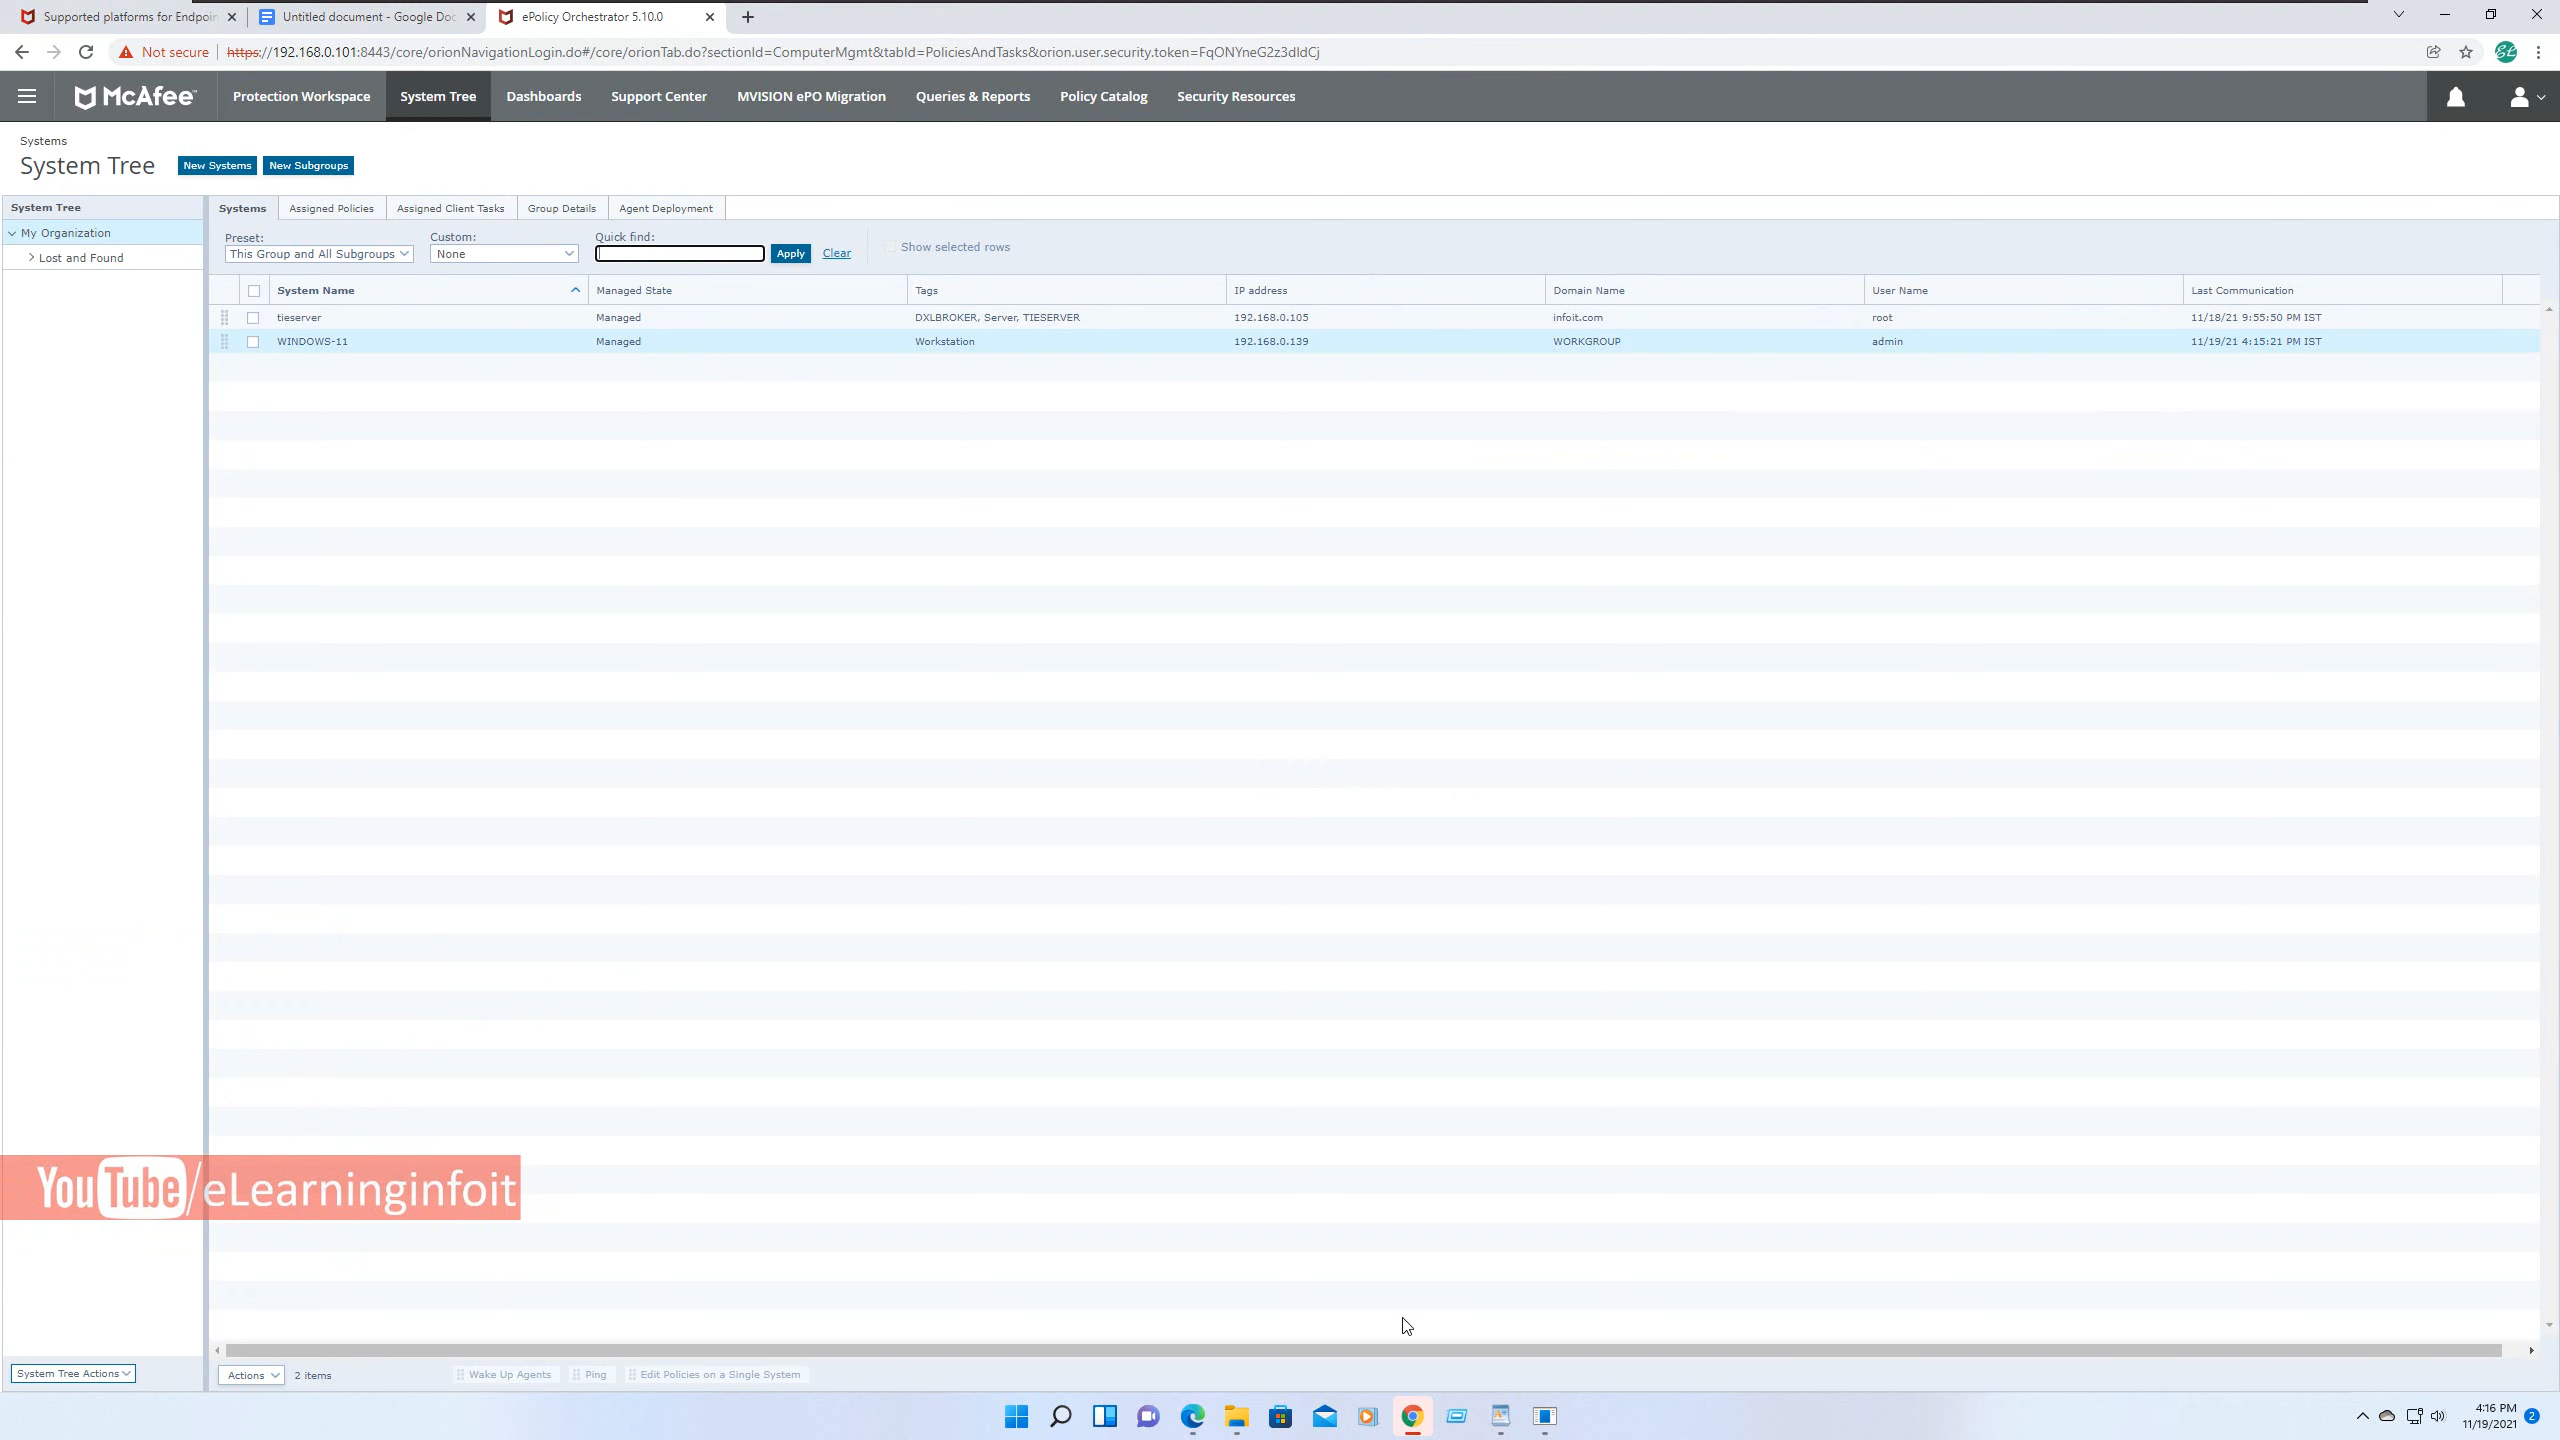 Supported platforms for Endpoin
Untitled document - Google Doc
ePolicy Orchestrator 5.10.0
Not secure
https://192.168.0.101:8443/core/orionNavigationLogin.do#/core/orionTab.do?sectionId=ComputerMgmt&tabId=PoliciesAndTasks&orion.user.security.token=FqONYneG2z3dIdCj
McAfee™ Protection Workspace System Tree Dashboards Support Center MVISION ePO Migration Queries & Reports Policy Catalog Security Resources
Systems
System Tree New Systems New Subgroups
System Tree
My Organization
Lost and Found
Systems Assigned Policies Assigned Client Tasks Group Details Agent Deployment
Preset: Custom: Quick find:
This Group and All Subgroups None Apply Clear Show selected rows
System Name Managed State Tags IP address Domain Name User Name Last Communication
tieserver Managed DXLBROKER, Server, TIESERVER 192.168.0.105 infoit.com root 11/18/21 9:55:50 PM IST
WINDOWS-11 Managed Workstation 192.168.0.139 WORKGROUP admin 11/19/21 4:15:21 PM IST
YouTube/eLearninginfoit
System Tree Actions
Actions 2 items Wake Up Agents Ping Edit Policies on a Single System
4:16 PM
11/19/2021
2